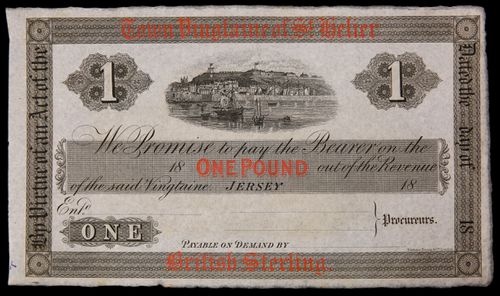 Town Vingtaine of St. Helier
By Virtue of an Act of the
Dated the day of 18
1 1
We Promise to pay the Bearer on the
18 ONE POUND out of the Revenue
of the said Vingtaine JERSEY 18
Entd.
ONE
Procureurs.
PAYABLE ON DEMAND BY
British Sterling.